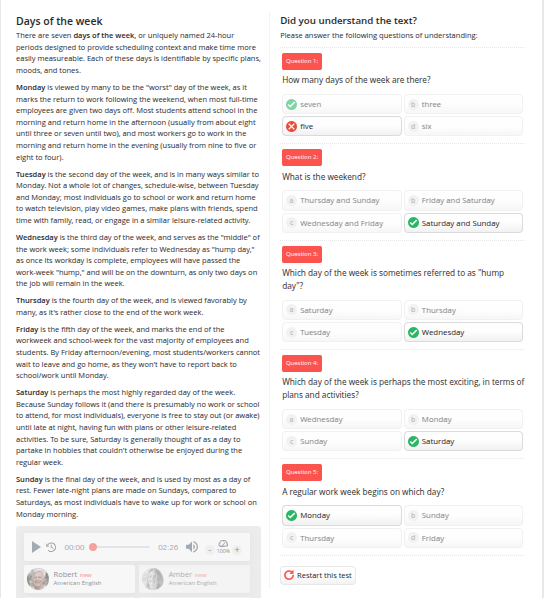 Days of the week
There are seven days of the week, or uniquely named 24-hour
periods designed to provide scheduling context and make time more
easily measureable. Each of these days is identifiable by specific plans,
moods, and tones.
Monday is viewed by many to be the "worst" day of the week, as it
marks the return to work following the weekend, when most full-time
employees are given two days off. Most students attend school in the
morning and return home in the afternoon (usually from about eight
until three or seven until two), and most workers go to work in the
morning and return home in the evening (usually from nine to five or
eight to four).
Tuesday is the second day of the week, and is in many ways similar to
Monday. Not a whole lot of changes, schedule-wise, between Tuesday
and Monday; most individuals go to school or work and return home
to watch television, play video games, make plans with friends, spend
time with family, read, or engage in a similar leisure-related activity.
Wednesday is the third day of the week, and serves as the "middle" of
the work week; some individuals refer to Wednesday as "hump day,"
as once its workday is complete, employees will have passed the
work-week "hump," and will be on the downturn, as only two days on
the job will remain in the week.
Thursday is the fourth day of the week, and is viewed favorably by
many, as it's rather close to the end of the work week.
Friday is the fifth day of the week, and marks the end of the
workweek and school-week for the vast majority of employees and
students. By Friday afternoon/evening, most students/workers cannot
wait to leave and go home, as they won't have to report back to
school/work until Monday.
Saturday is perhaps the most highly regarded day of the week.
Because Sunday follows it (and there is presumably no work or school
to attend, for most individuals), everyone is free to stay out (or awake)
until late at night, having fun with plans or other leisure-related
activities. To be sure, Saturday is generally thought of as a day to
partake in hobbies that couldn't otherwise be enjoyed during the
regular week.
Sunday is the final day of the week, and is used by most as a day of
rest. Fewer late-night plans are made on Sundays, compared to
Saturdays, as most individuals have to wake up for work or school on
Monday morning.
00:00 02:26 - 100% +
Robert new
American English
Amber new
American English
Did you understand the text?
Please answer the following questions of understanding:
Question 1:
How many days of the week are there?
seven
b three
five
d six
Question 2:
What is the weekend?
a Thursday and Sunday
b Friday and Saturday
c Wednesday and Friday
Saturday and Sunday
Question 3:
Which day of the week is sometimes referred to as "hump
day"?
a Saturday
b Thursday
c Tuesday
Wednesday
Question 4:
Which day of the week is perhaps the most exciting, in terms of
plans and activities?
a Wednesday
b Monday
c Sunday
Saturday
Question 5:
A regular work week begins on which day?
Monday
b Sunday
c Thursday
d Friday
Restart this test